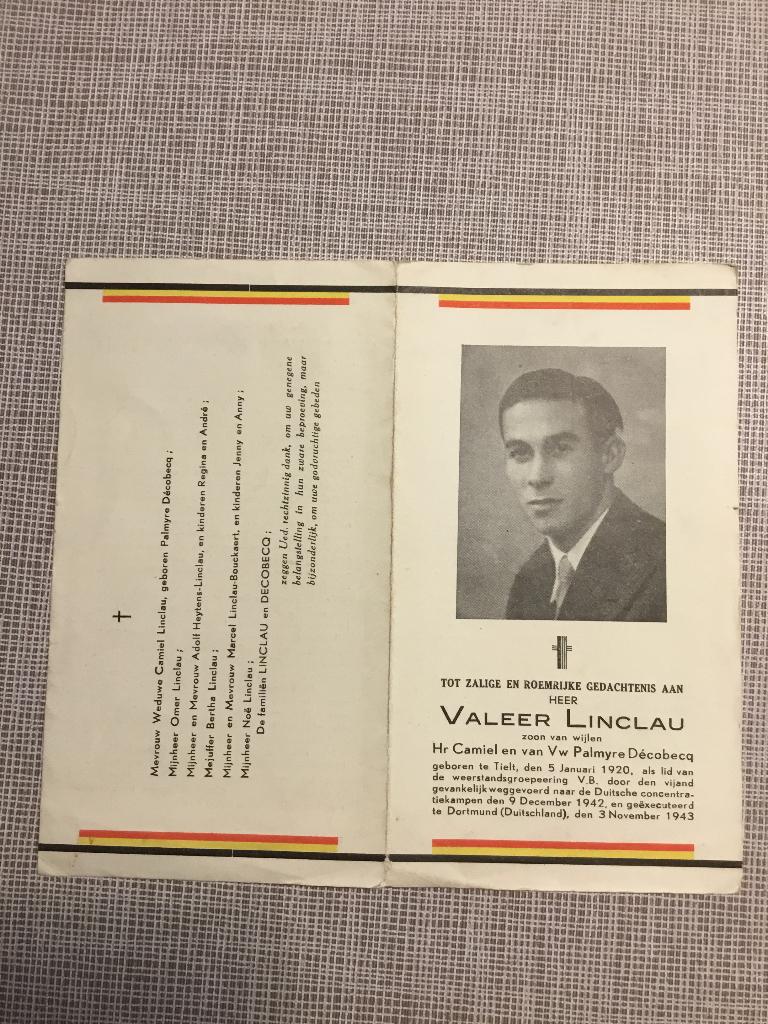 Mevrouw Weduwe Camiel Linclau, geboren Palmyre Décobecq ;
Mijnheer Omer Linclau ;
Mijnheer en Mevrouw Adolf Heytens-Linclau, en kinderen Regina en André ;
Mejuffer Bertha Linclau ;
Mijnheer en Mevrouw Marcel Linclau-Bouckaert, en kinderen Jenny en Anny ;
Mijnheer Noë Linclau ;
De familiën LINCLAU en DECOBECQ ;
zeggen Ued. rechtzinnig dank, om uw genegene
belangstelling in hun zware beproeving, maar
bijzonderlijk, om uwe godvruchtige gebeden
TOT ZALIGE EN ROEMRIJKE GEDACHTENIS AAN
HEER
VALEER LINCLAU
zoon van wijlen
Hr Camiel en van Vw Palmyre Décobecq
geboren te Tielt, den 5 Januari 1920, als lid van
de weerstandsgroepeering V.B. door den vijand
gevankelijk weggevoerd naar de Duitsche concentra-
tiekampen den 9 December 1942, en geëxecuteerd
te Dortmund (Duitschland), den 3 November 1943